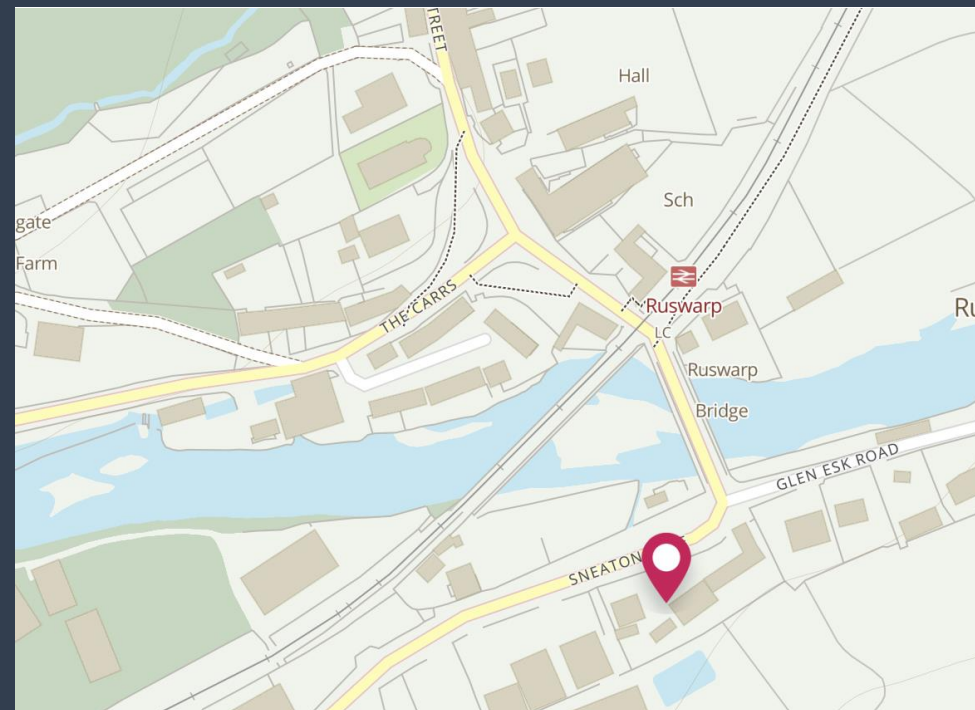 TREET
Hall
Sch
gate
Farm
THE CARRS
Ruswarp
LC
Ru
Ruswarp
Bridge
GLEN ESK ROAD
SNEATON